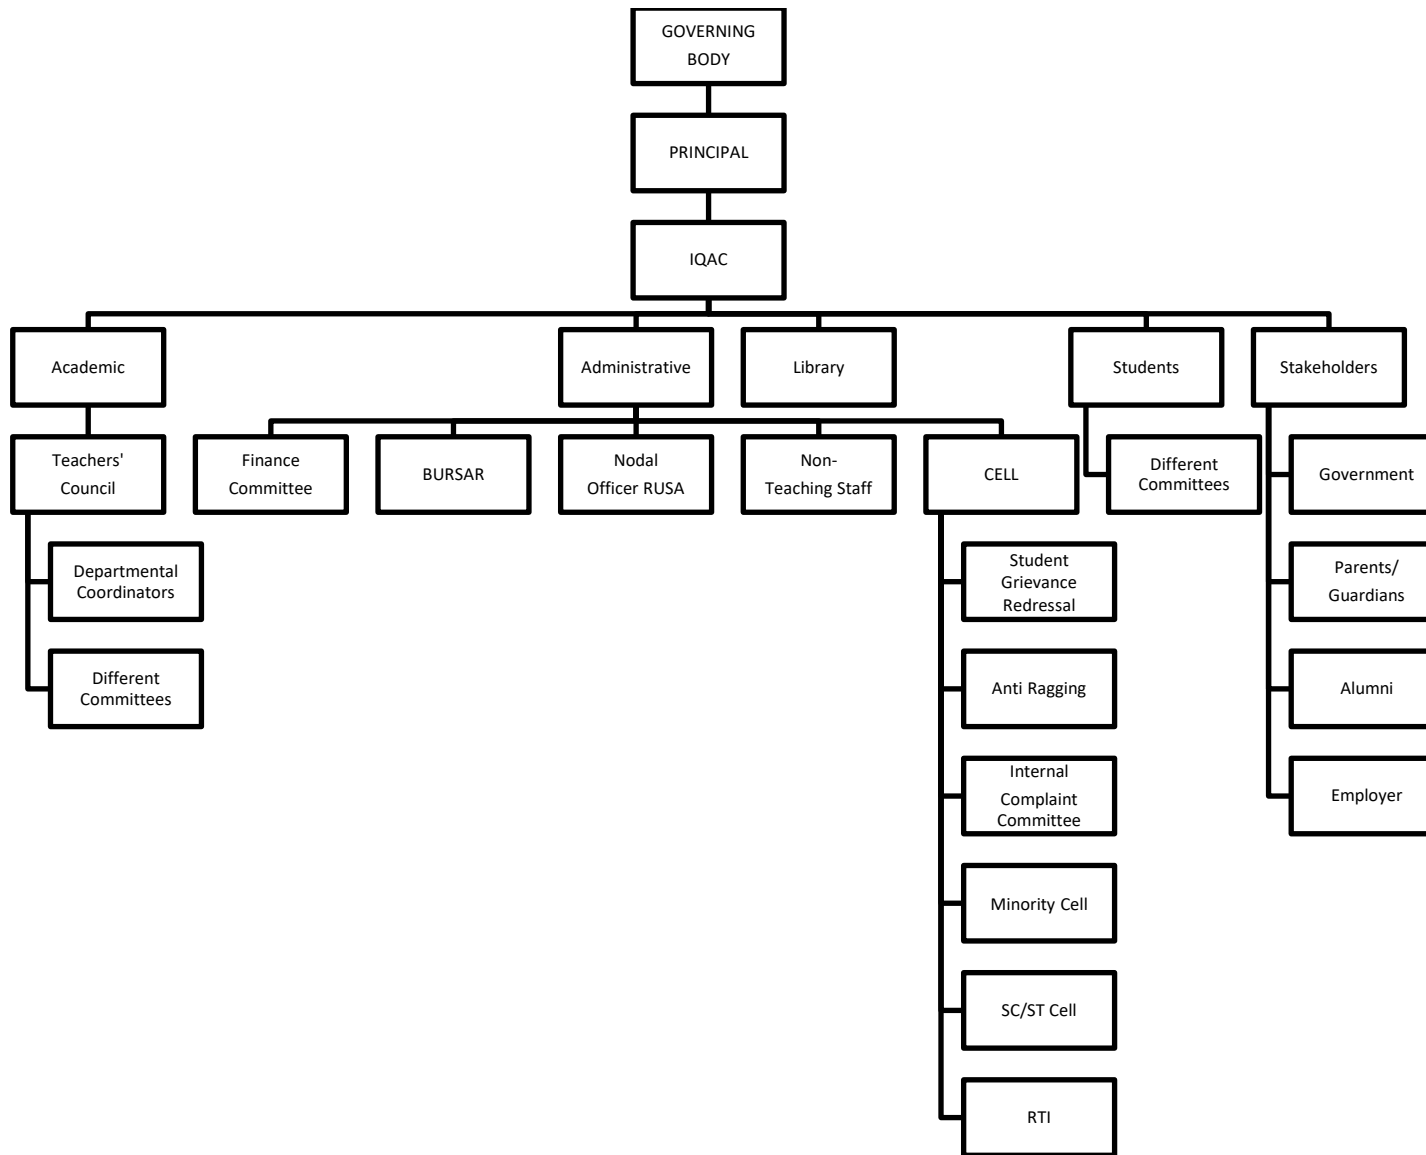 GOVERNING
BODY
PRINCIPAL
IQAC
Academic
Administrative
Library
Students
Stakeholders
Teachers'
Council
Finance
Committee
BURSAR
Nodal
Officer RUSA
Non-
Teaching Staff
CELL
Different
Committees
Government
Departmental
Coordinators
Student
Grievance
Redressal
Parents/
Guardians
Different
Committees
Anti Ragging
Alumni
Internal
Complaint
Committee
Employer
Minority Cell
SC/ST Cell
RTI